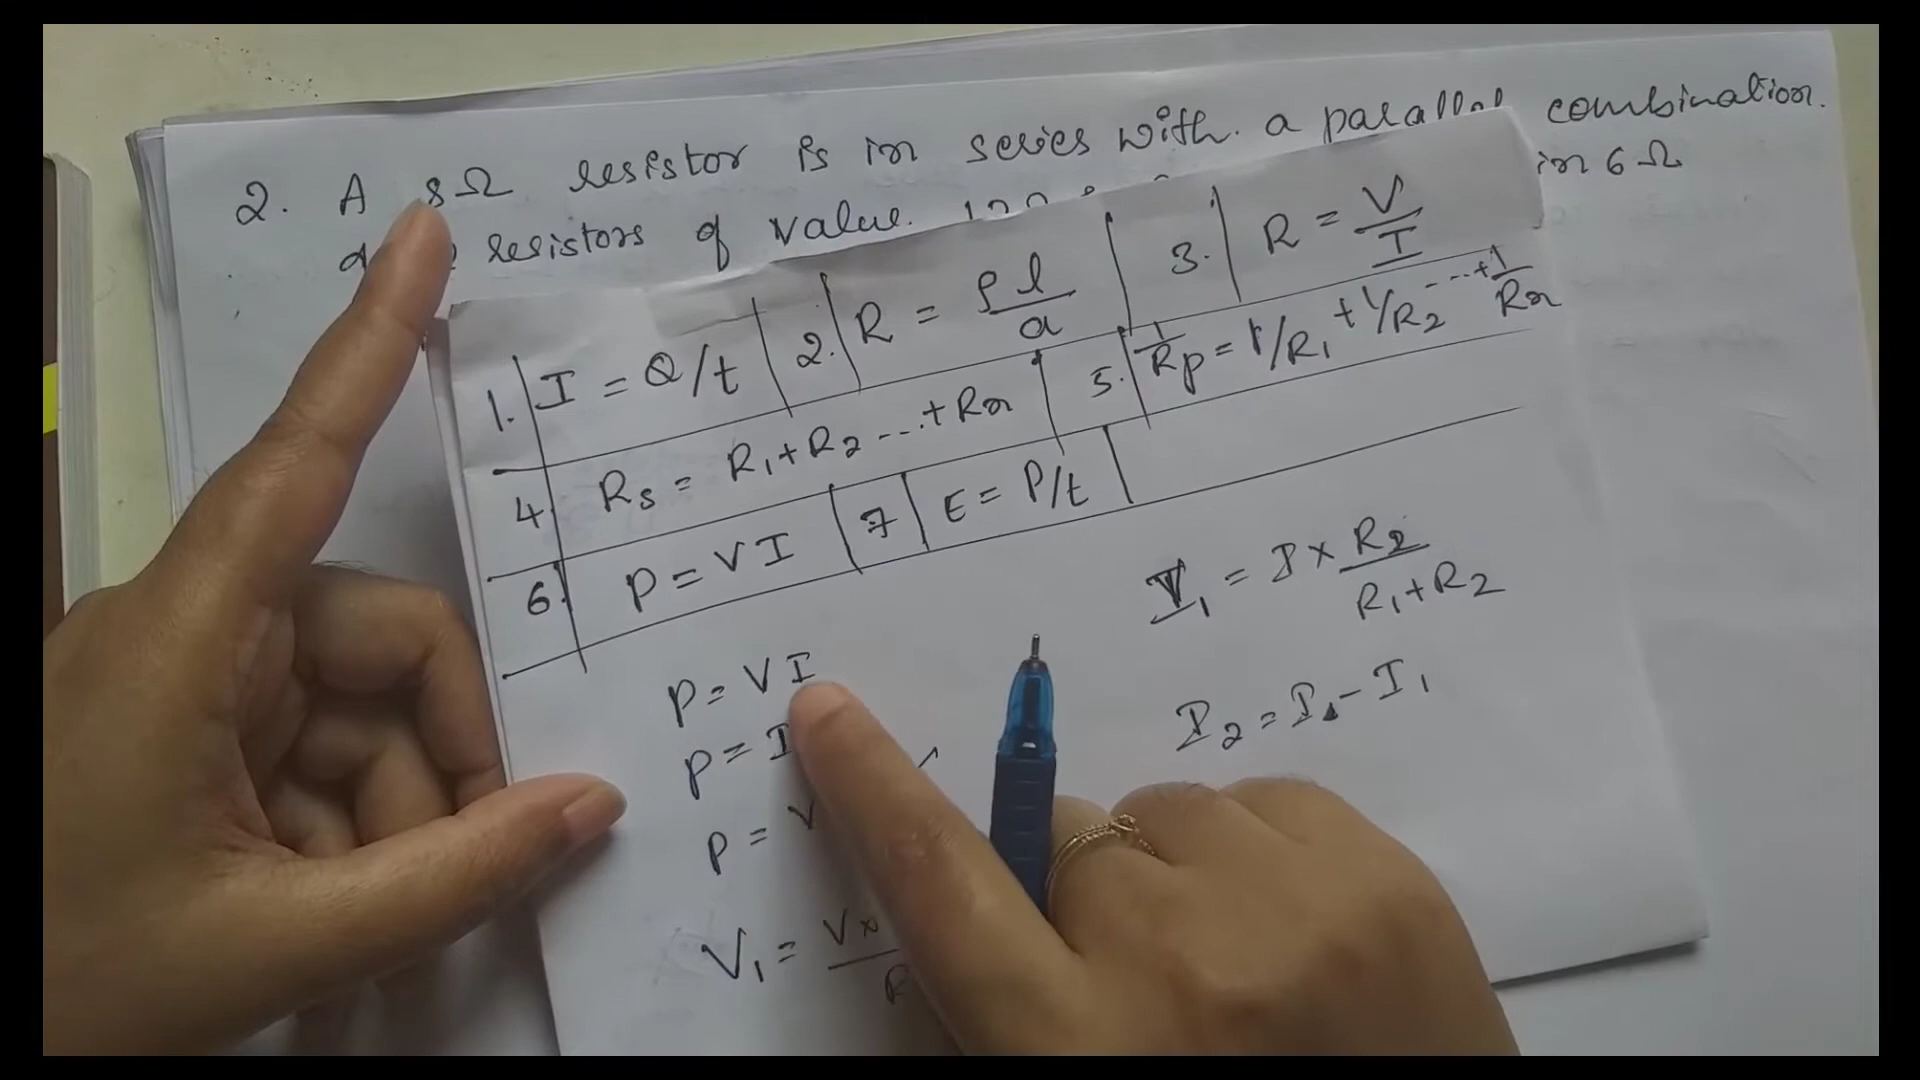 2. A 8Ω resistor is in series with. a parallel combination.
resistors of value. in 6Ω
1. I = Q/t 2. R = ρl/a 3. R = V/I
4. Rs = R1+R2 ...+Rn 5. 1/Rp = 1/R1 + 1/R2 ---+ 1/Rn
6. P = VI 7 E = P/t
P = VI
P = I
P = V
V1 = V×
R
I1 = I × R2/R1+R2
I2 = I - I1